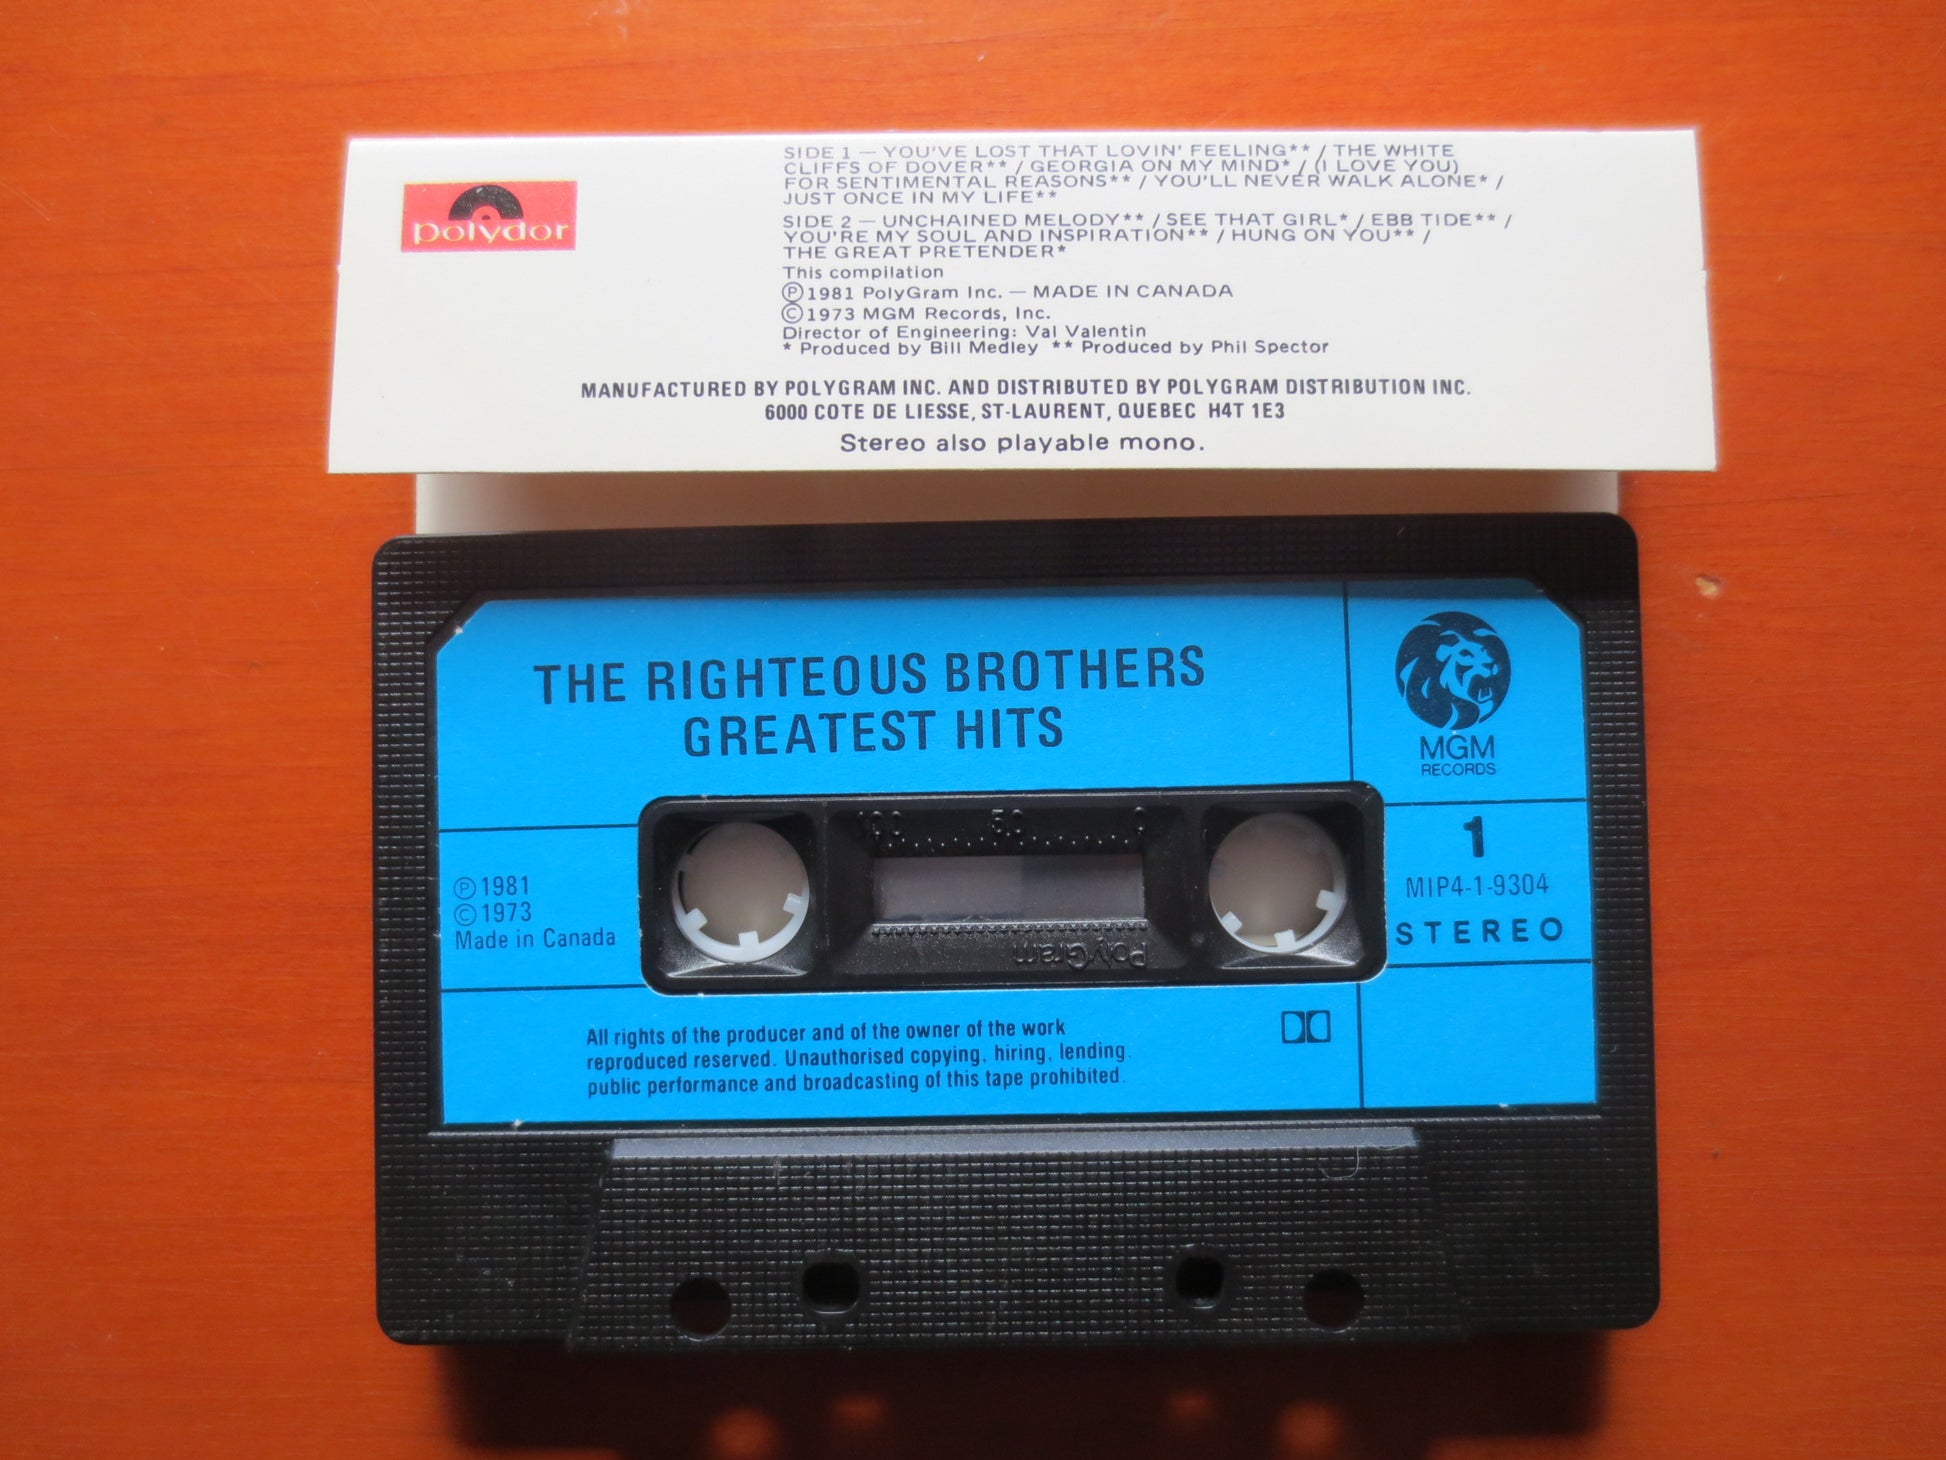 polydor
SIDE 1 — YOU'VE LOST THAT LOVIN' FEELING** / THE WHITE
CLIFFS OF DOVER** / GEORGIA ON MY MIND* / (I LOVE YOU)
FOR SENTIMENTAL REASONS** / YOU'LL NEVER WALK ALONE* /
JUST ONCE IN MY LIFE**
SIDE 2 — UNCHAINED MELODY** / SEE THAT GIRL* / EBB TIDE** /
YOU'RE MY SOUL AND INSPIRATION** / HUNG ON YOU** /
THE GREAT PRETENDER*
This compilation
Ⓟ1981 PolyGram Inc. — MADE IN CANADA
©1973 MGM Records, Inc.
Director of Engineering: Val Valentin
* Produced by Bill Medley ** Produced by Phil Spector
MANUFACTURED BY POLYGRAM INC. AND DISTRIBUTED BY POLYGRAM DISTRIBUTION INC.
6000 COTE DE LIESSE, ST-LAURENT, QUEBEC H4T 1E3
Stereo also playable mono.
THE RIGHTEOUS BROTHERS
GREATEST HITS
MGM
RECORDS
100 50 0
1
MIP4-1-9304
STEREO
Ⓟ1981
©1973
Made in Canada
PolyGram
All rights of the producer and of the owner of the work
reproduced reserved. Unauthorised copying, hiring, lending.
public performance and broadcasting of this tape prohibited.